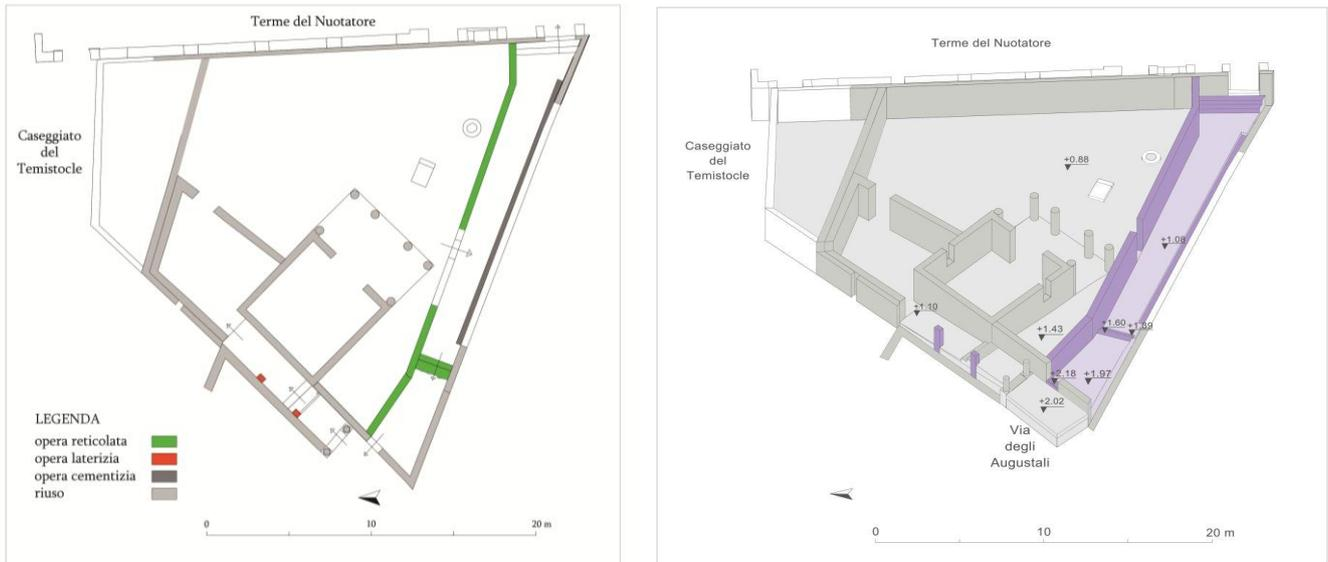 Terme del Nuotatore
Caseggiato
del
Temistocle
LEGENDA
opera reticolata
opera laterizia
opera cementizia
riuso
0
10
20 m
Terme del Nuotatore
Caseggiato
del
Temistocle
+0.88
+1.08
+1.10
+1.43
+1.60
+1.39
+2.18
+1.97
+2.02
Via
degli
Augustali
0
10
20 m